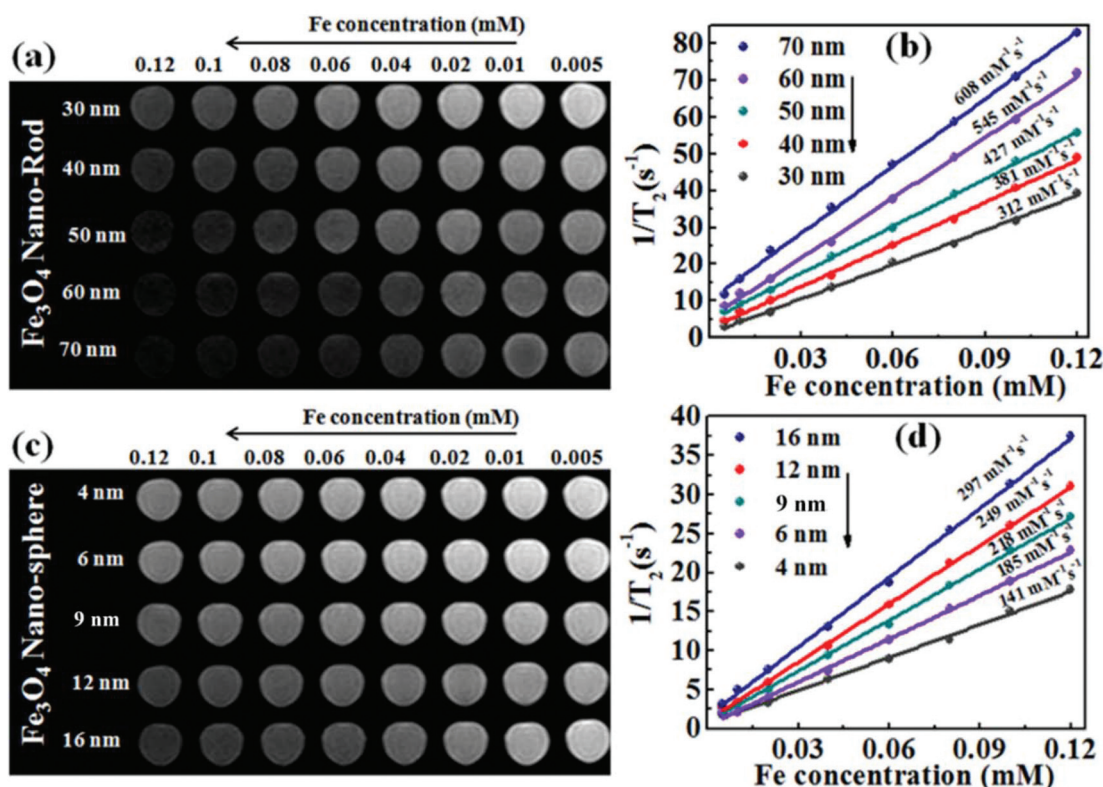 (a)
Fe concentration (mM)
0.12 0.1 0.08 0.06 0.04 0.02 0.01 0.005
Fe₃O₄ Nano-Rod
30 nm
40 nm
50 nm
60 nm
70 nm
(b)
70 nm
60 nm
50 nm
40 nm
30 nm
608 mM⁻¹s⁻¹
545 mM⁻¹s⁻¹
427 mM⁻¹s⁻¹
381 mM⁻¹s⁻¹
312 mM⁻¹s⁻¹
1/T₂(s⁻¹)
80
70
60
50
40
30
20
10
0
0.03 0.06 0.09 0.12
Fe concentration (mM)
(c)
Fe concentration (mM)
0.12 0.1 0.08 0.06 0.04 0.02 0.01 0.005
Fe₃O₄ Nano-sphere
4 nm
6 nm
9 nm
12 nm
16 nm
(d)
16 nm
12 nm
9 nm
6 nm
4 nm
297 mM⁻¹s⁻¹
249 mM⁻¹s⁻¹
218 mM⁻¹s⁻¹
185 mM⁻¹s⁻¹
141 mM⁻¹s⁻¹
1/T₂(s⁻¹)
40
35
30
25
20
15
10
5
0
0.03 0.06 0.09 0.12
Fe concentration (mM)